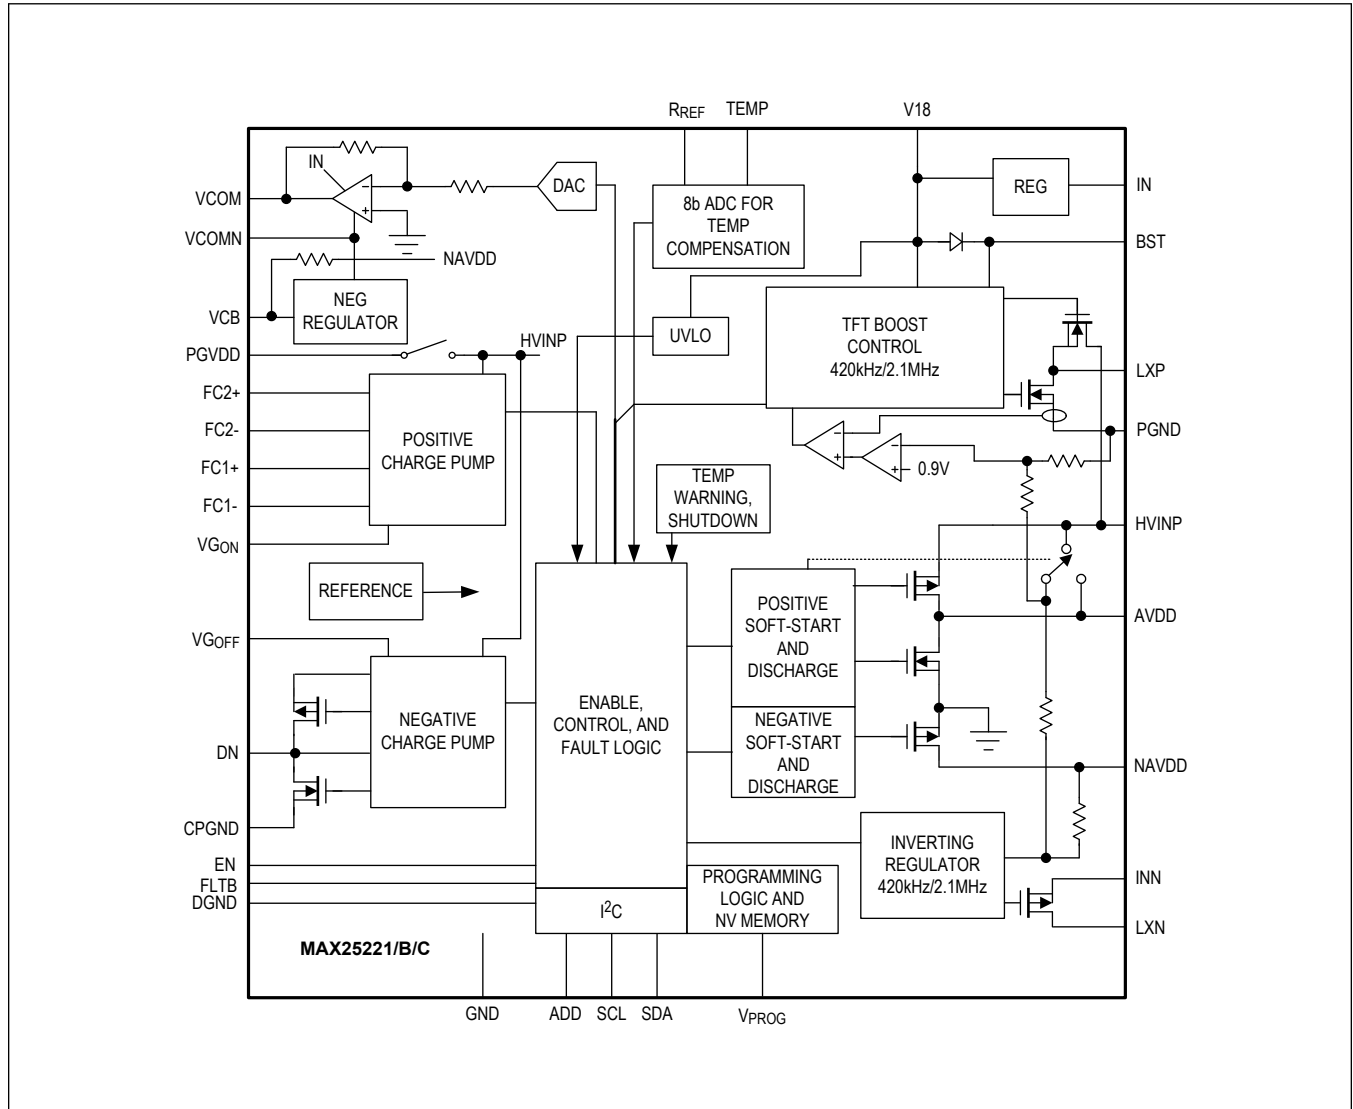 RREF
TEMP
V18
IN
DAC
8b ADC FOR
TEMP
COMPENSATION
REG
IN
VCOM
VCOMN
NAVDD
BST
NEG
REGULATOR
VCB
UVLO
TFT BOOST
CONTROL
420kHz/2.1MHz
PGVDD
HVINP
LXP
FC2+
FC2-
FC1+
FC1-
VGON
POSITIVE
CHARGE PUMP
PGND
0.9V
TEMP
WARNING,
SHUTDOWN
HVINP
REFERENCE
POSITIVE
SOFT-START
AND
DISCHARGE
AVDD
VGOFF
NEGATIVE
CHARGE PUMP
ENABLE,
CONTROL, AND
FAULT LOGIC
NEGATIVE
SOFT-START
AND
DISCHARGE
DN
NAVDD
CPGND
INVERTING
REGULATOR
420kHz/2.1MHz
EN
FLTB
DGND
I2C
PROGRAMMING
LOGIC AND
NV MEMORY
INN
LXN
MAX25221/B/C
GND
ADD
SCL
SDA
VPROG